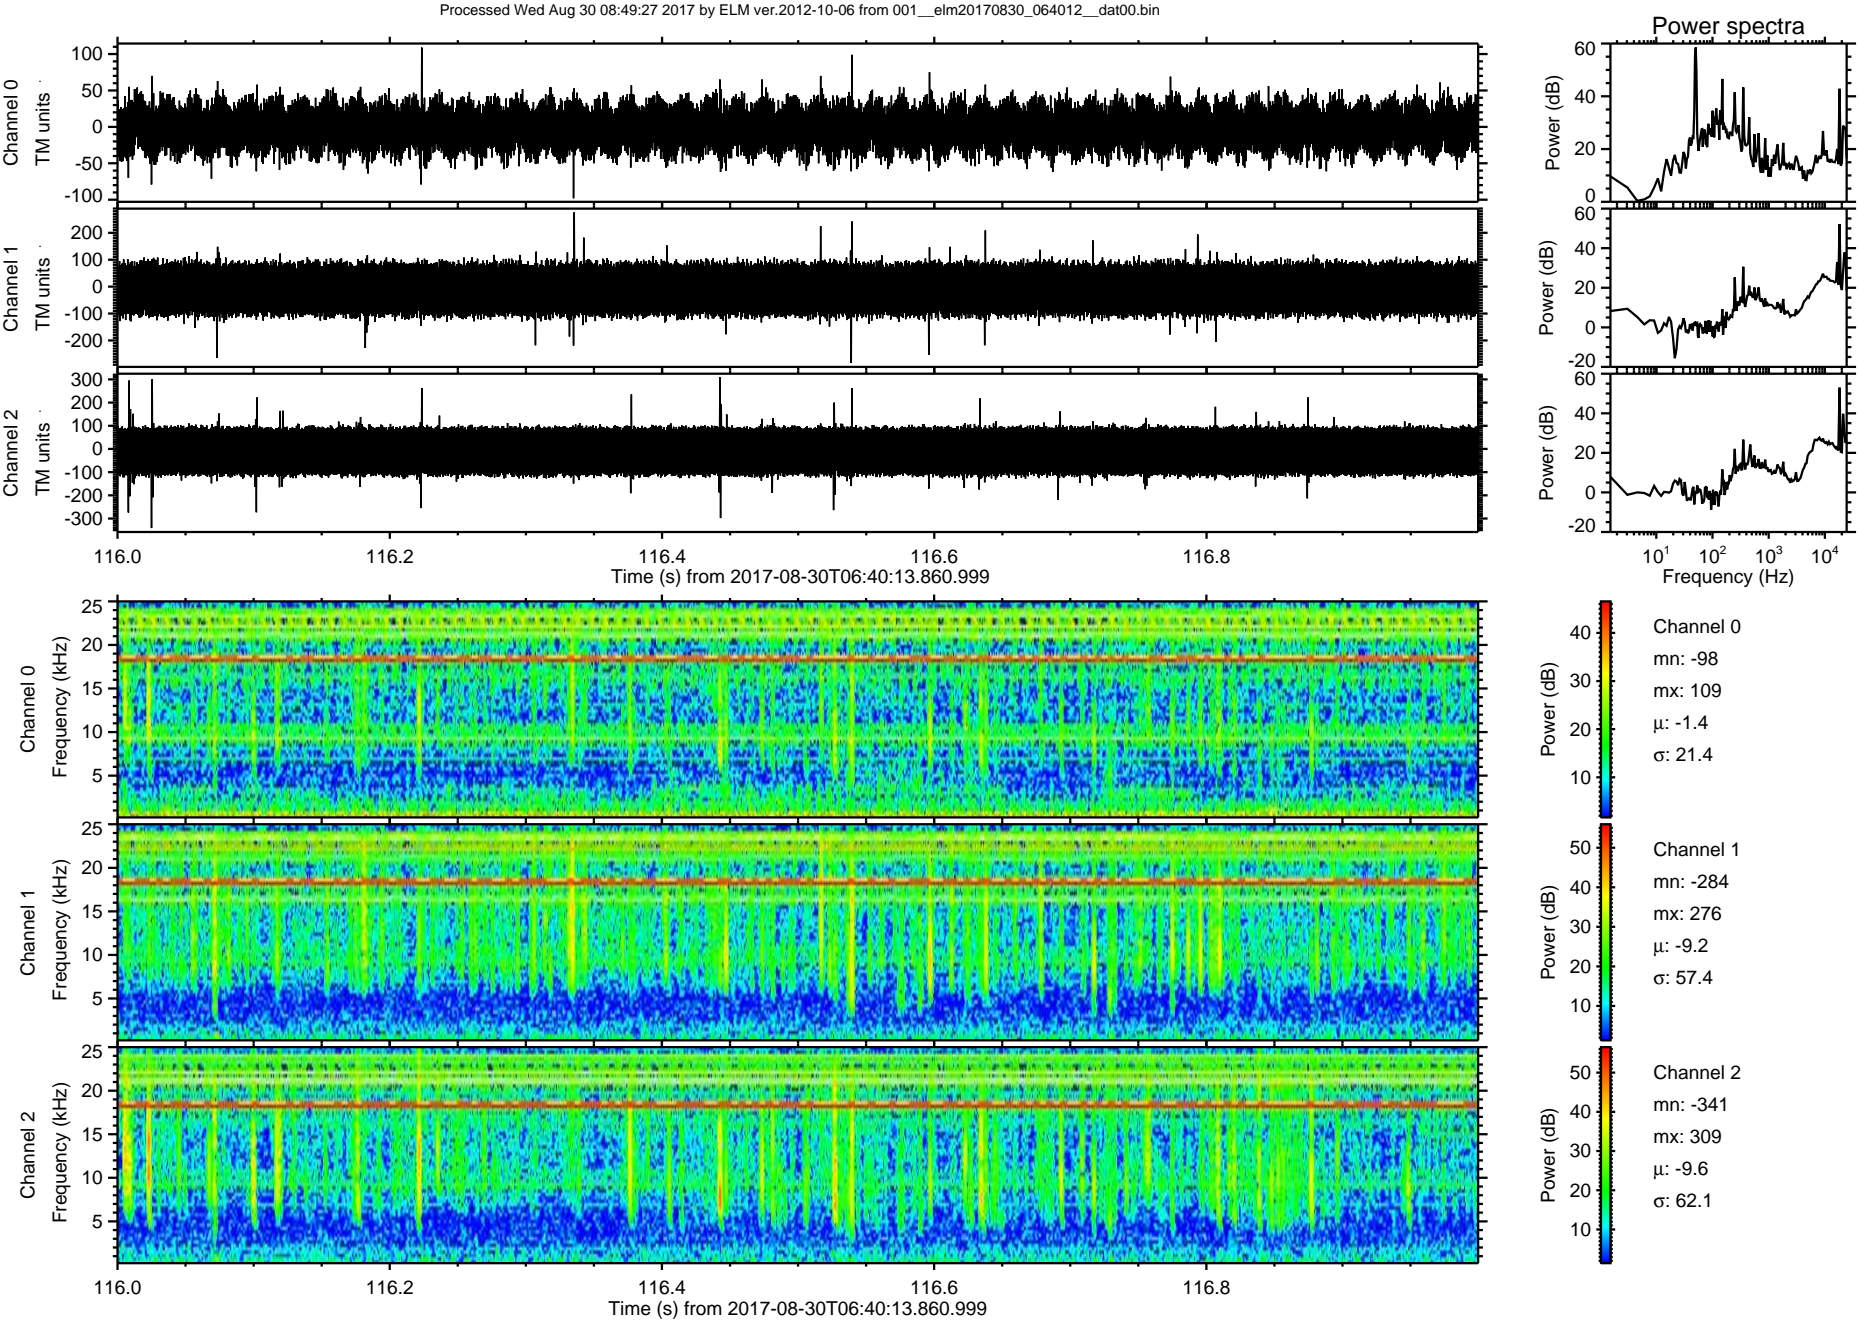 Processed Wed Aug 30 08:49:27 2017 by ELM ver.2012-10-06 from 001__elm20170830_064012__dat00.bin
Power spectra
Channel 0
TM units
100
50
0
-50
-100
Power (dB)
60
40
20
0
Channel 1
TM units
200
100
0
-100
-200
Power (dB)
60
40
20
0
-20
Channel 2
TM units
300
200
100
0
-100
-200
-300
Power (dB)
60
40
20
0
-20
116.0 116.2 116.4 116.6 116.8
Time (s) from 2017-08-30T06:40:13.860.999
10¹ 10² 10³ 10⁴
Frequency (Hz)
Channel 0
Frequency (kHz)
25
20
15
10
5
Power (dB)
40
30
20
10
Channel 0
mn: -98
mx: 109
μ: -1.4
σ: 21.4
Channel 1
Frequency (kHz)
25
20
15
10
5
Power (dB)
50
40
30
20
10
Channel 1
mn: -284
mx: 276
μ: -9.2
σ: 57.4
Channel 2
Frequency (kHz)
25
20
15
10
5
Power (dB)
50
40
30
20
10
Channel 2
mn: -341
mx: 309
μ: -9.6
σ: 62.1
116.0 116.2 116.4 116.6 116.8
Time (s) from 2017-08-30T06:40:13.860.999